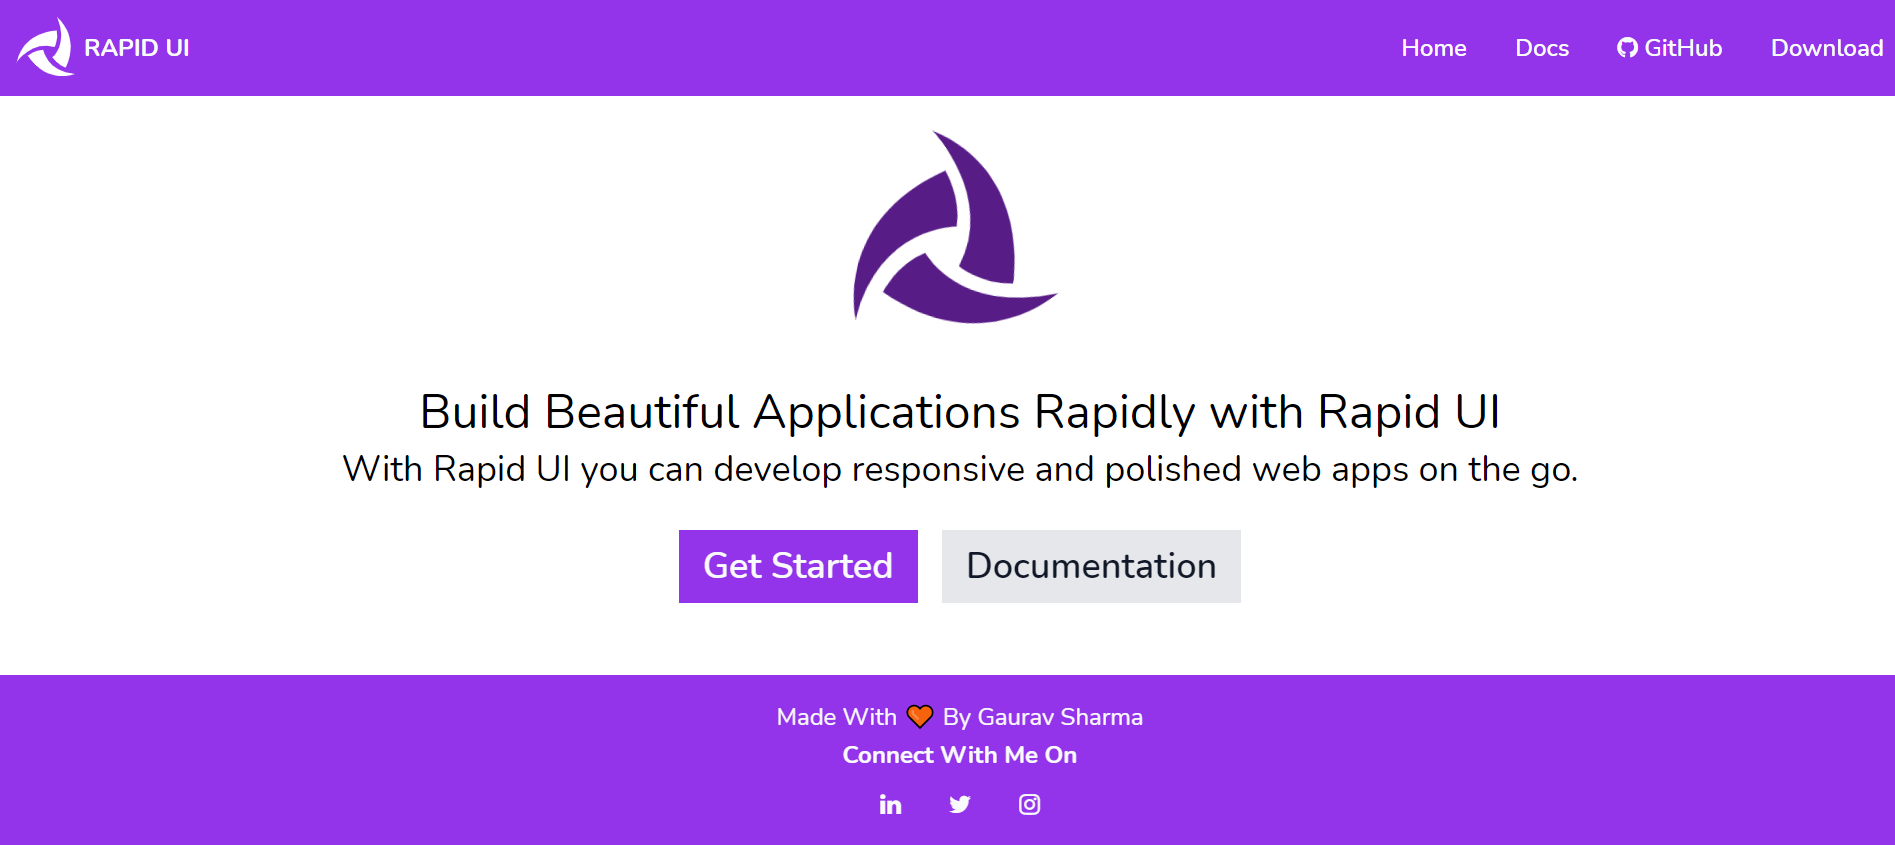 RAPID UI
Home Docs GitHub Download
Build Beautiful Applications Rapidly with Rapid UI
With Rapid UI you can develop responsive and polished web apps on the go.
Get Started Documentation
Made With 🧡 By Gaurav Sharma
Connect With Me On